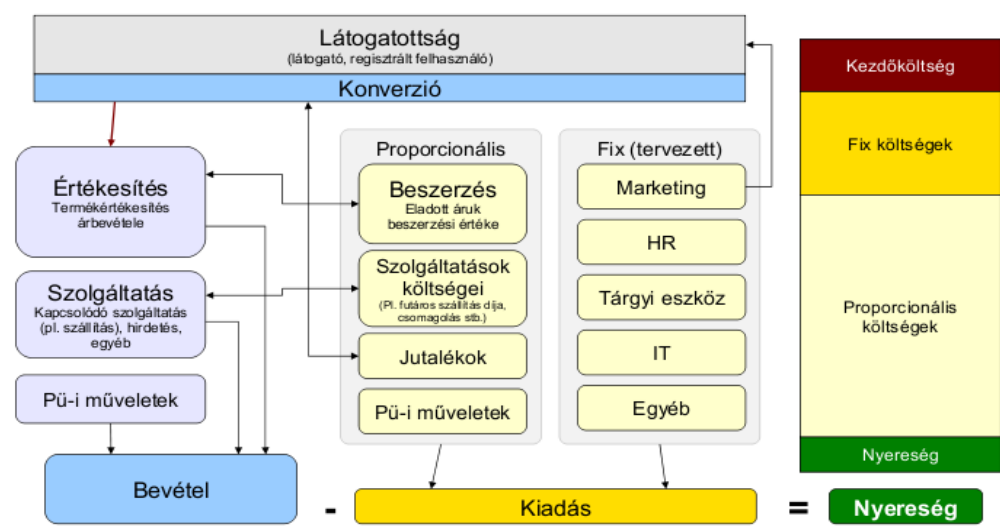 Látogatottság
(látogató, regisztrált felhasználó)
Konverzió
Értékesítés
Termékértékesítés
árbevétele
Szolgáltatás
Kapcsolódó szolgáltatás
(pl. szállítás), hirdetés,
egyéb
Pü-i műveletek
Bevétel
Proporcionális
Beszerzés
Eladott áruk
beszerzési értéke
Szolgáltatások
költségei
(Pl. futáros szállítás díja,
csomagolás stb.)
Jutalékok
Pü-i műveletek
Fix (tervezett)
Marketing
HR
Tárgyi eszköz
IT
Egyéb
-
Kiadás
=
Nyereség
Kezdőköltség
Fix költségek
Proporcionális
költségek
Nyereség